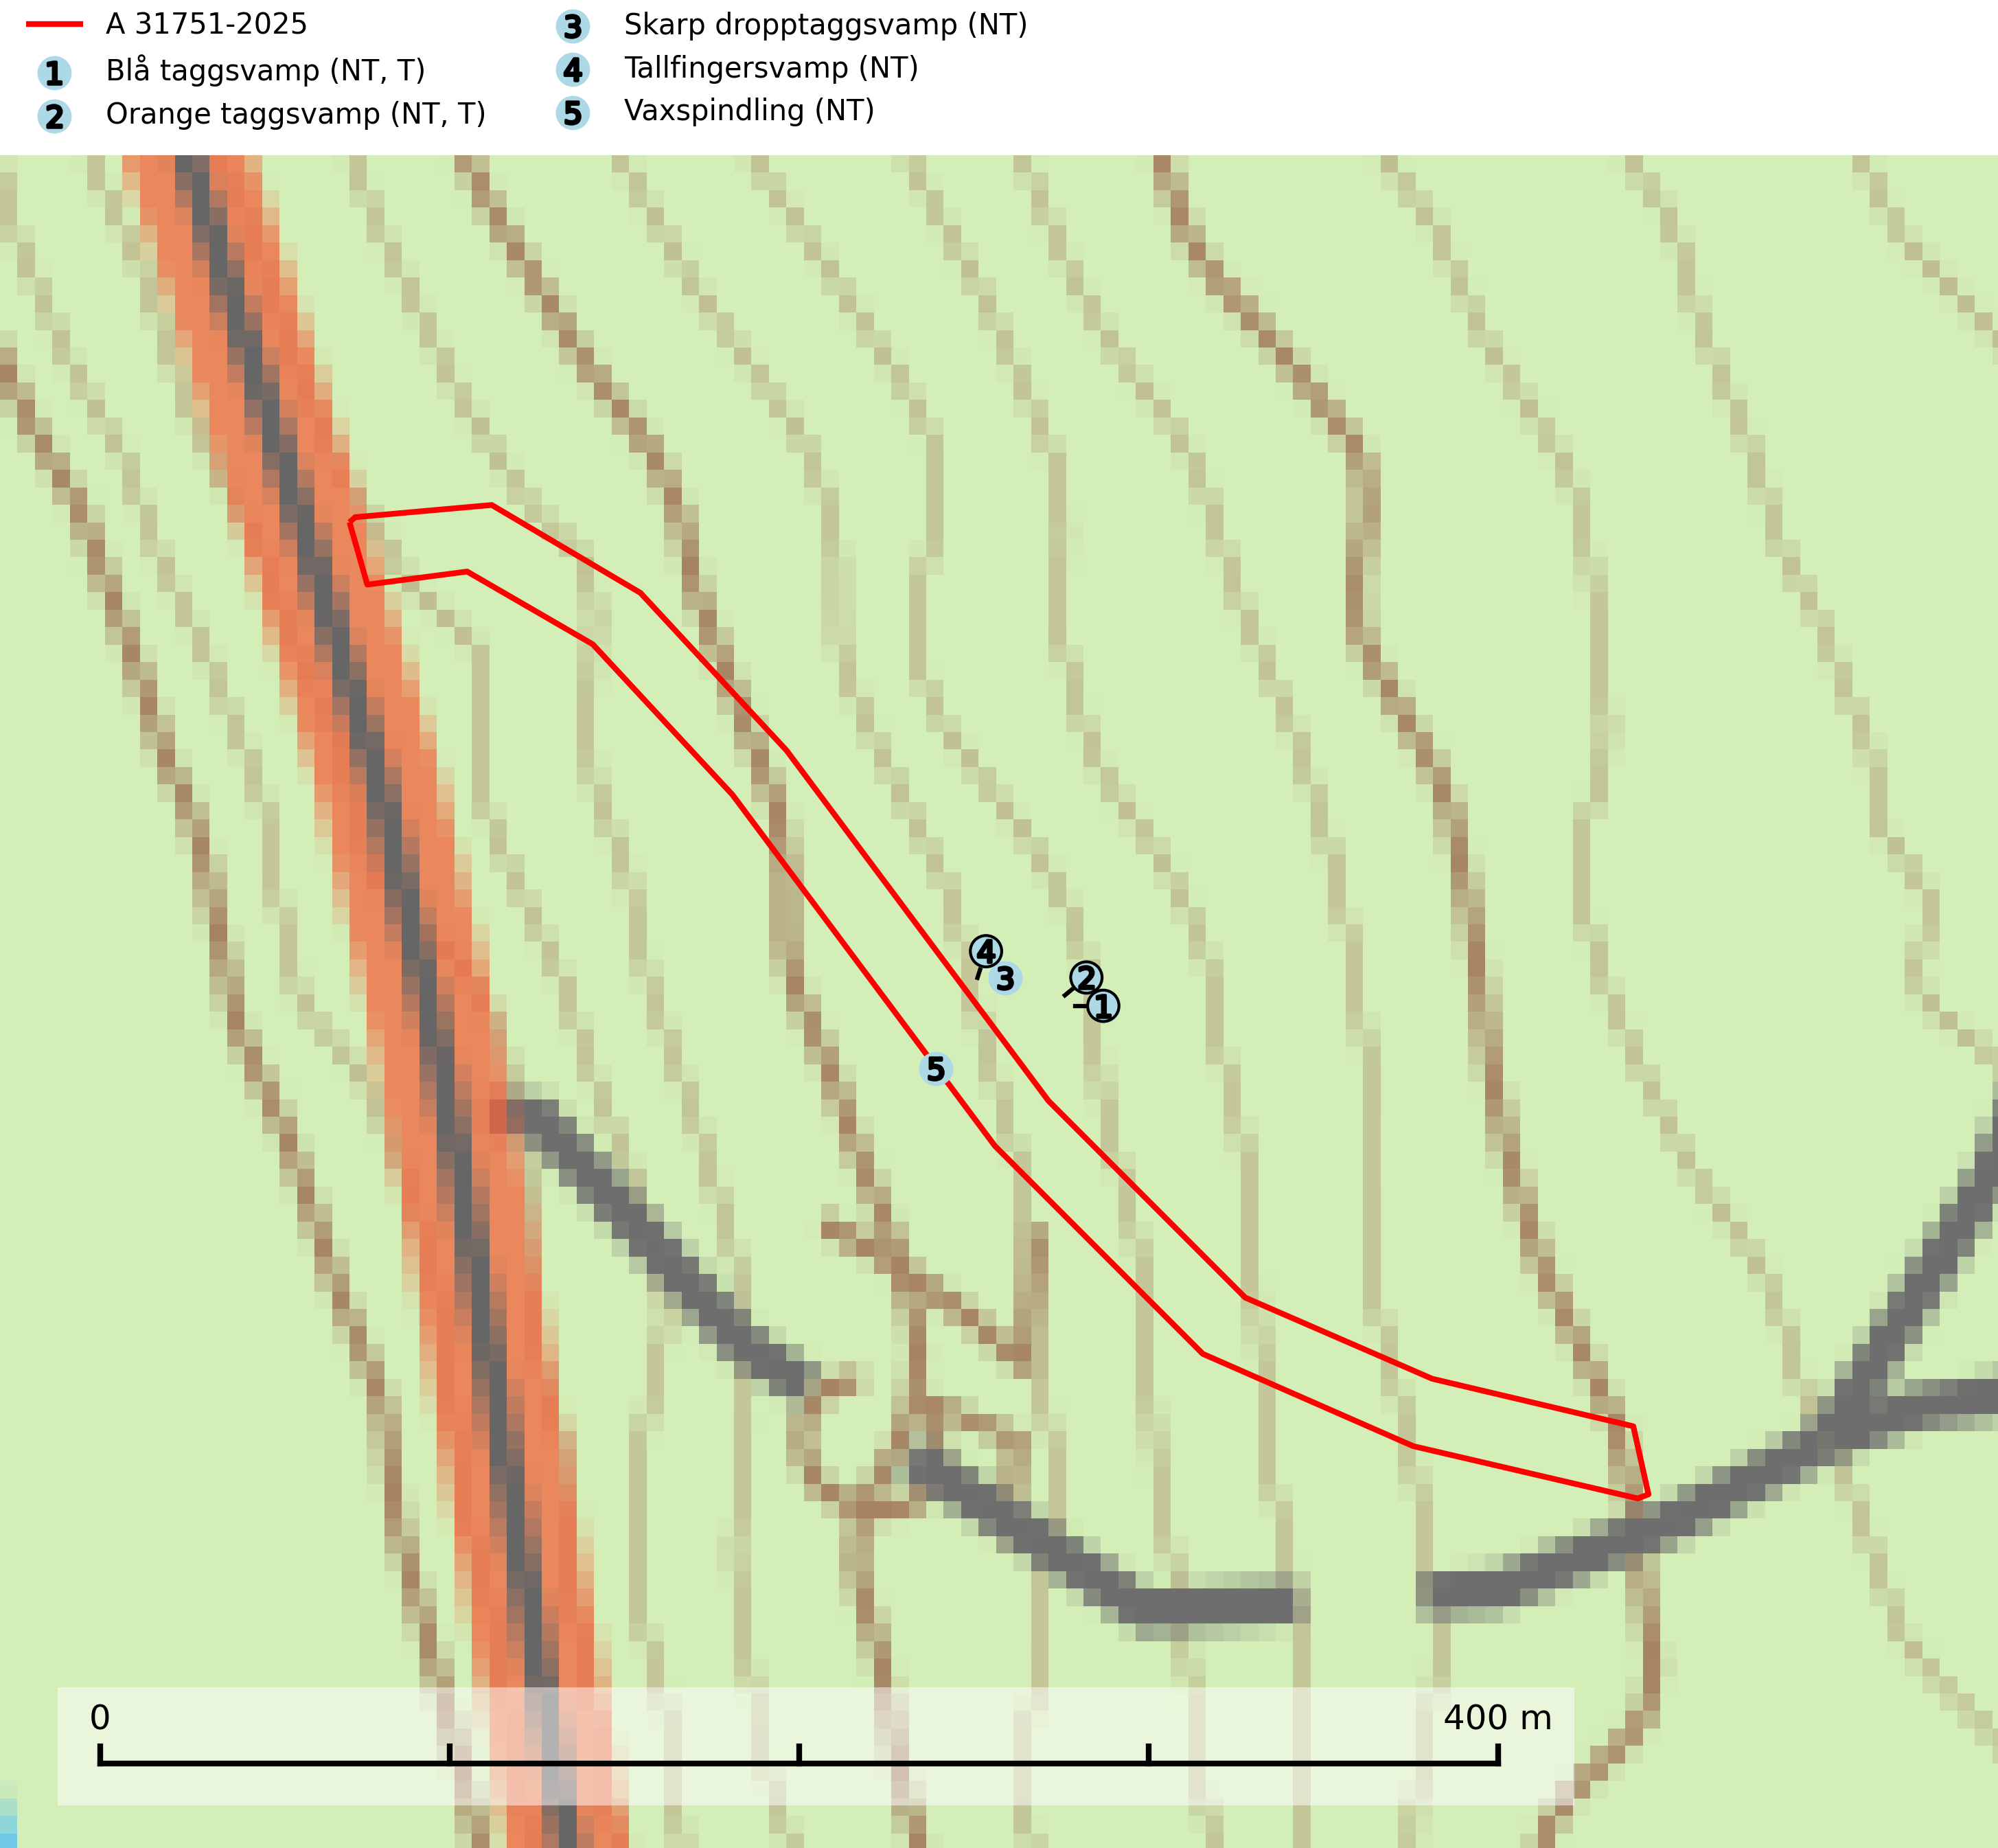 A 31751-2025
1 Blå taggsvamp (NT, T)
2 Orange taggsvamp (NT, T)
3 Skarp dropptaggsvamp (NT)
4 Tallfingersvamp (NT)
5 Vaxspindling (NT)
4
3
2
1
5
0 400 m